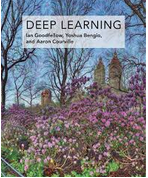 DEEP LEARNING
Ian Goodfellow, Yoshua Bengio,
and Aaron Courville